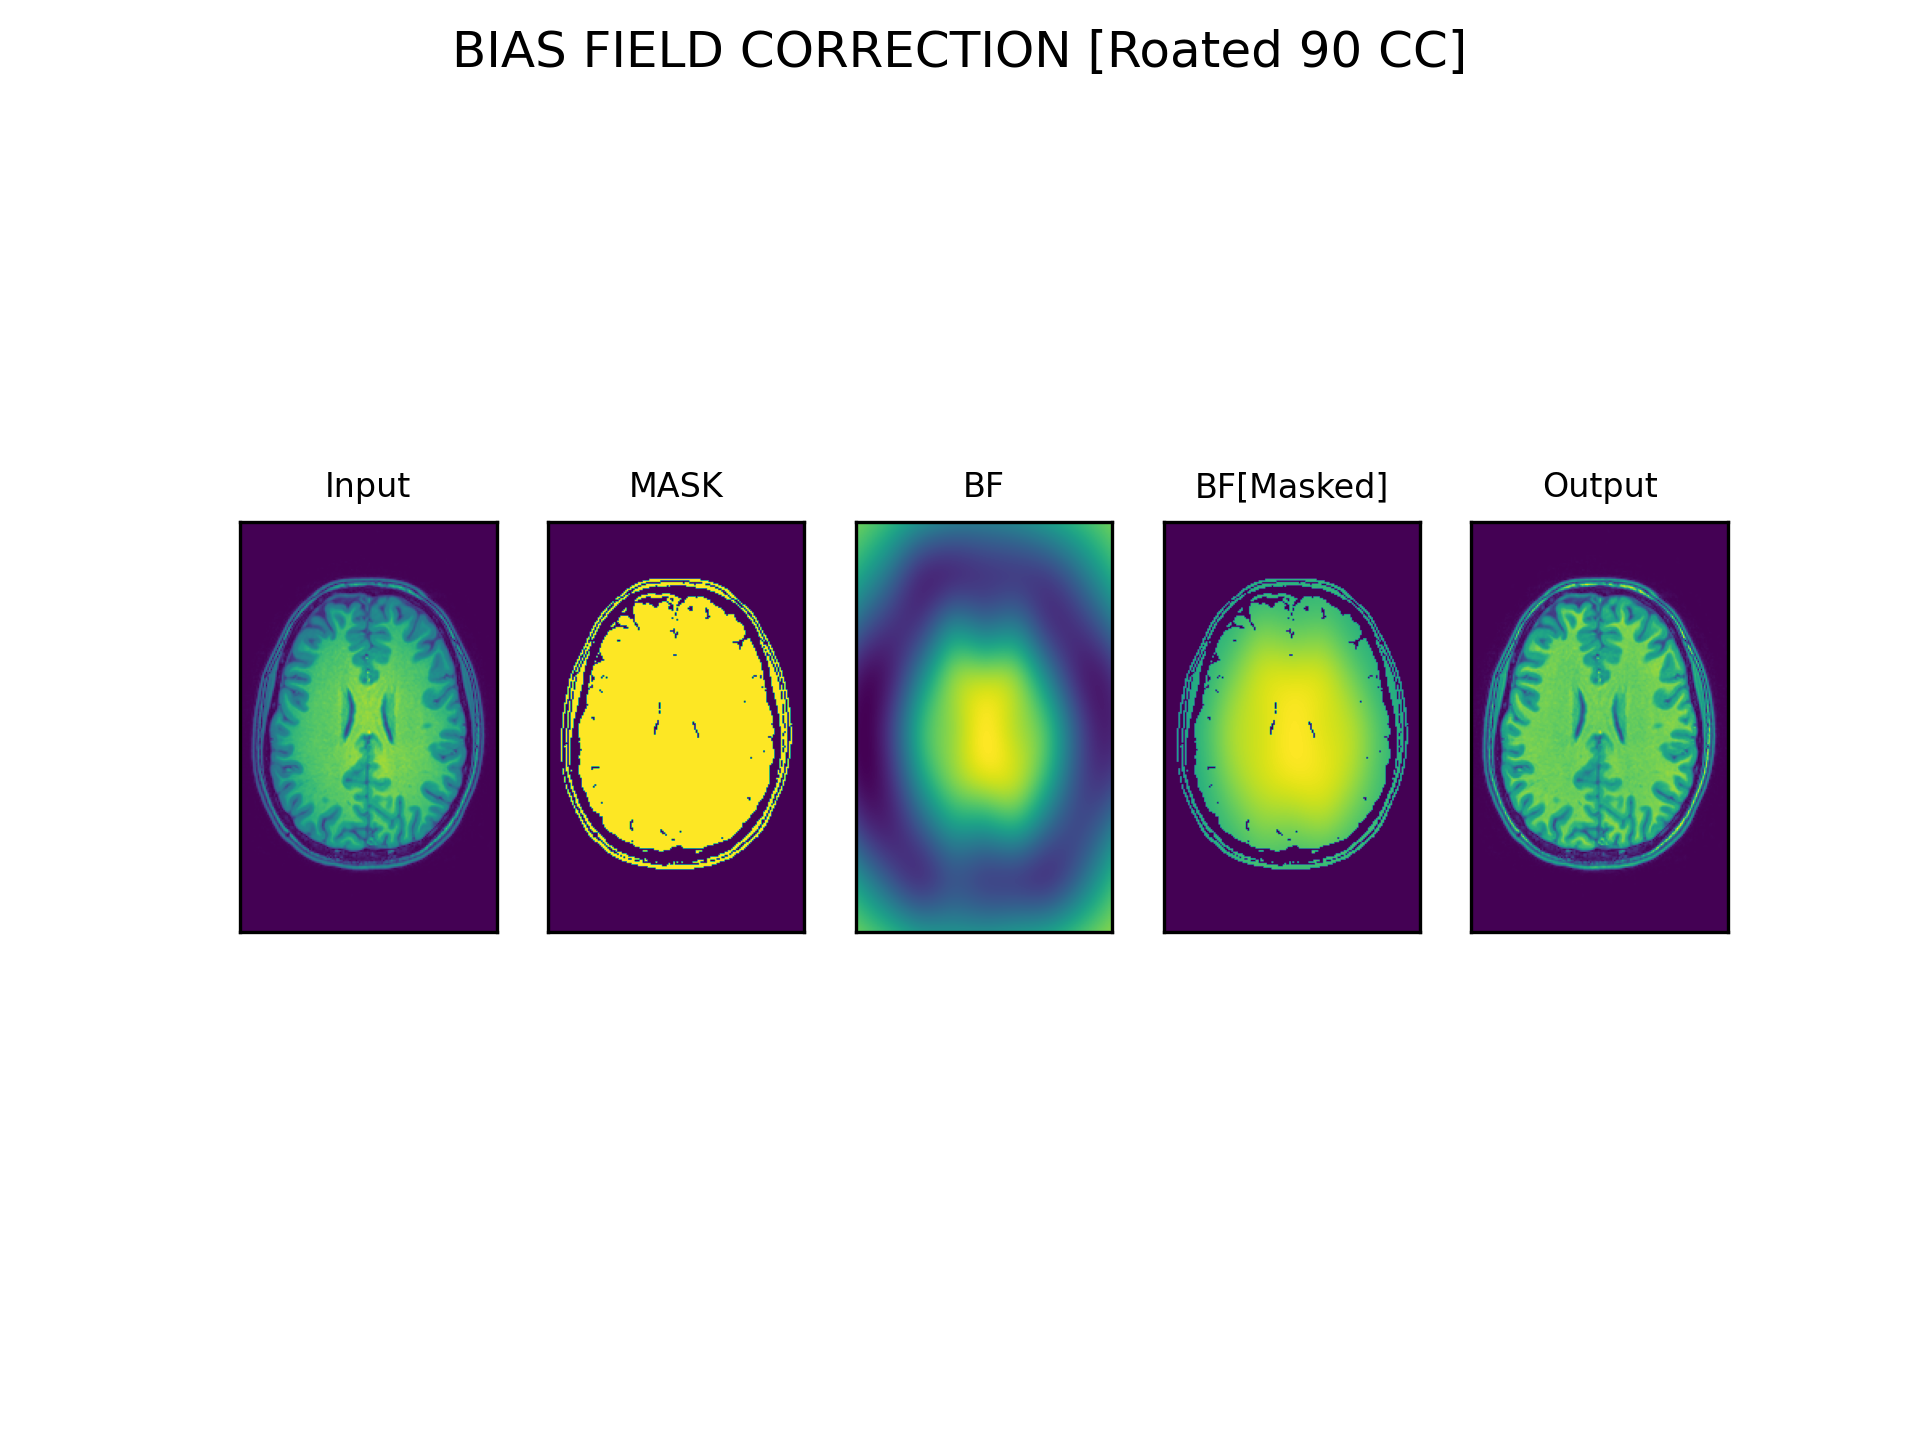 BIAS FIELD CORRECTION [Roated 90 CC]
Input
MASK
BF
BF[Masked]
Output